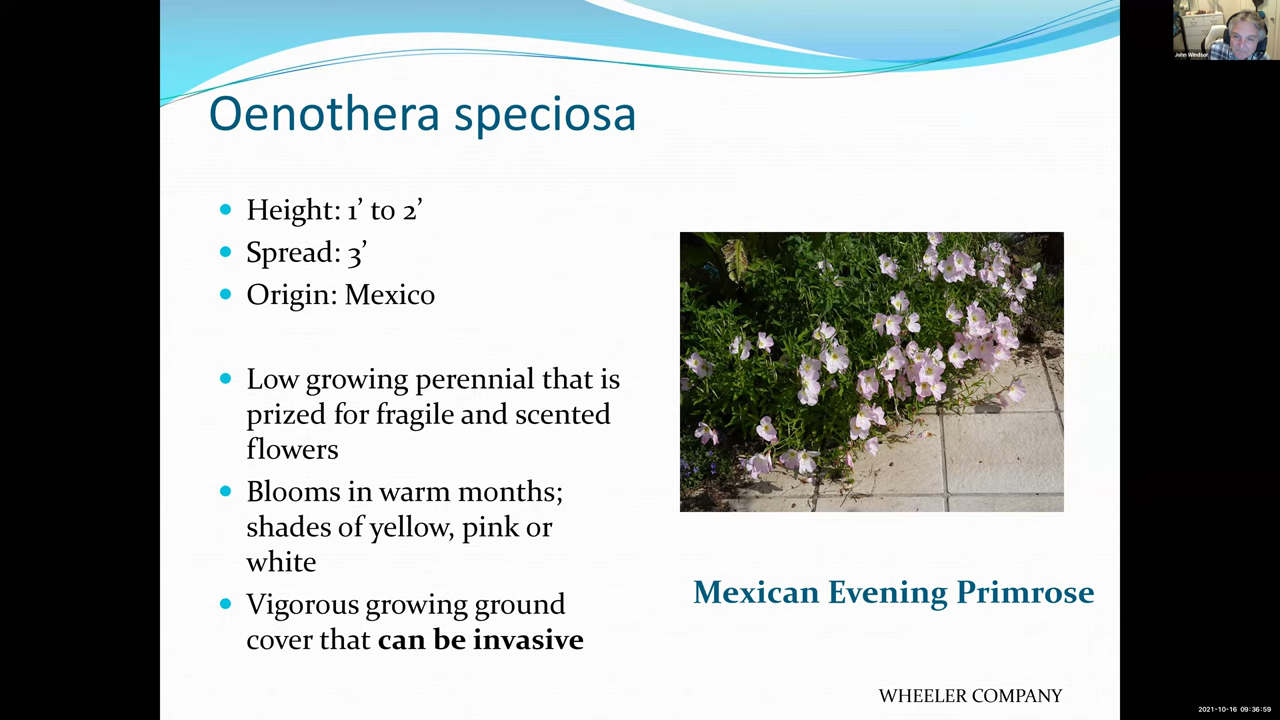 John Windsor
Oenothera speciosa
Height: 1’ to 2’
Spread: 3’
Origin: Mexico
Low growing perennial that is
prized for fragile and scented
flowers
Blooms in warm months;
shades of yellow, pink or
white
Vigorous growing ground
cover that can be invasive
Mexican Evening Primrose
WHEELER COMPANY
2021-10-16 09:36:59